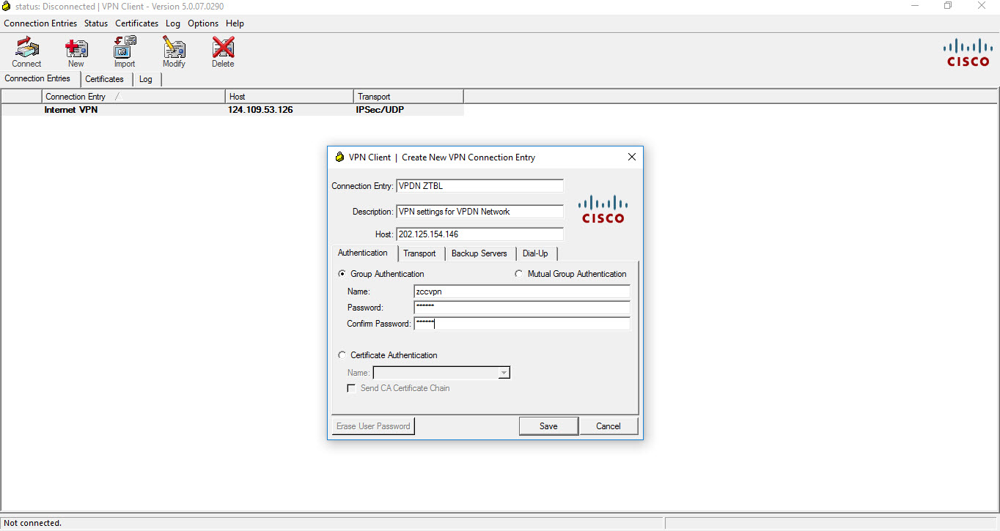 status: Disconnected | VPN Client - Version 5.0.07.0290
Connection Entries Status Certificates Log Options Help
Connect New Import Modify Delete
CISCO
Connection Entries Certificates Log
Connection Entry Host Transport
Internet VPN 124.109.53.126 IPSec/UDP
VPN Client | Create New VPN Connection Entry
Connection Entry: VPDN ZTBL
Description: VPN settings for VPDN Network
CISCO
Host: 202.125.154.146
Authentication Transport Backup Servers Dial-Up
Group Authentication Mutual Group Authentication
Name: zccvpn
Password: ******
Confirm Password: ******
Certificate Authentication
Name:
Send CA Certificate Chain
Erase User Password Save Cancel
Not connected.